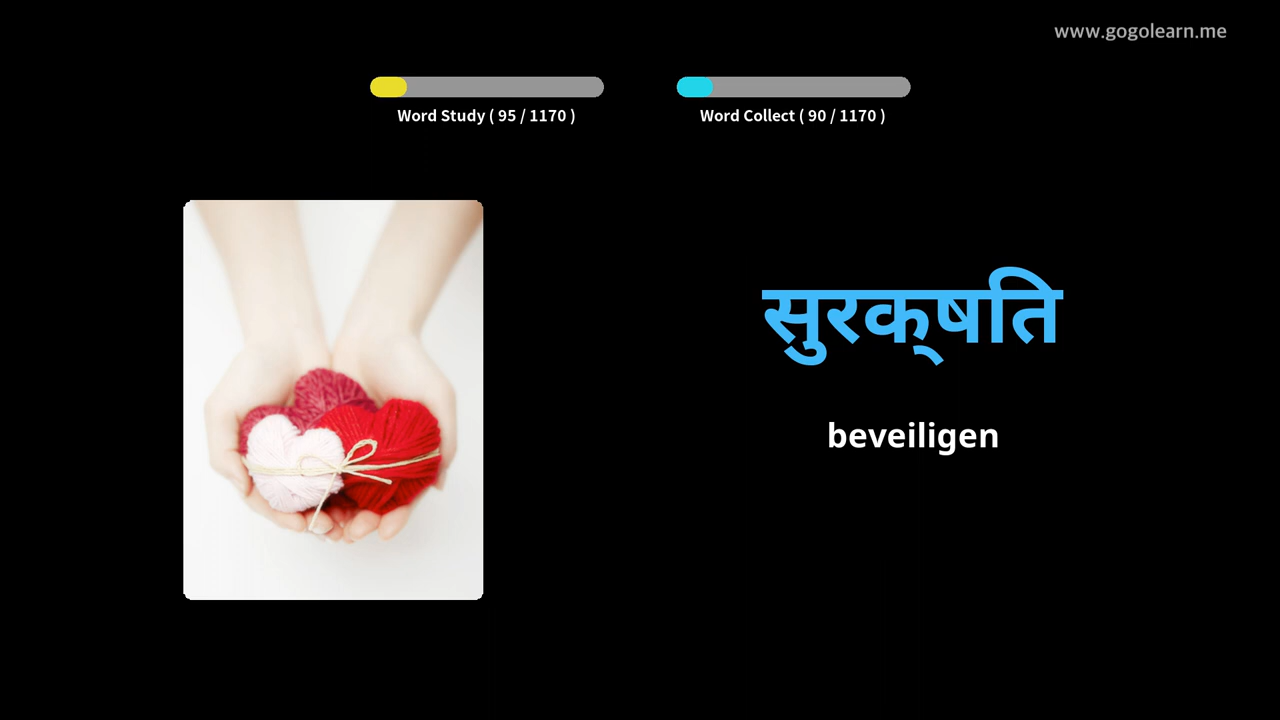 www.gogolearn.me
Word Study ( 95 / 1170 )
Word Collect ( 90 / 1170 )
सुरक्षति
beveiligen